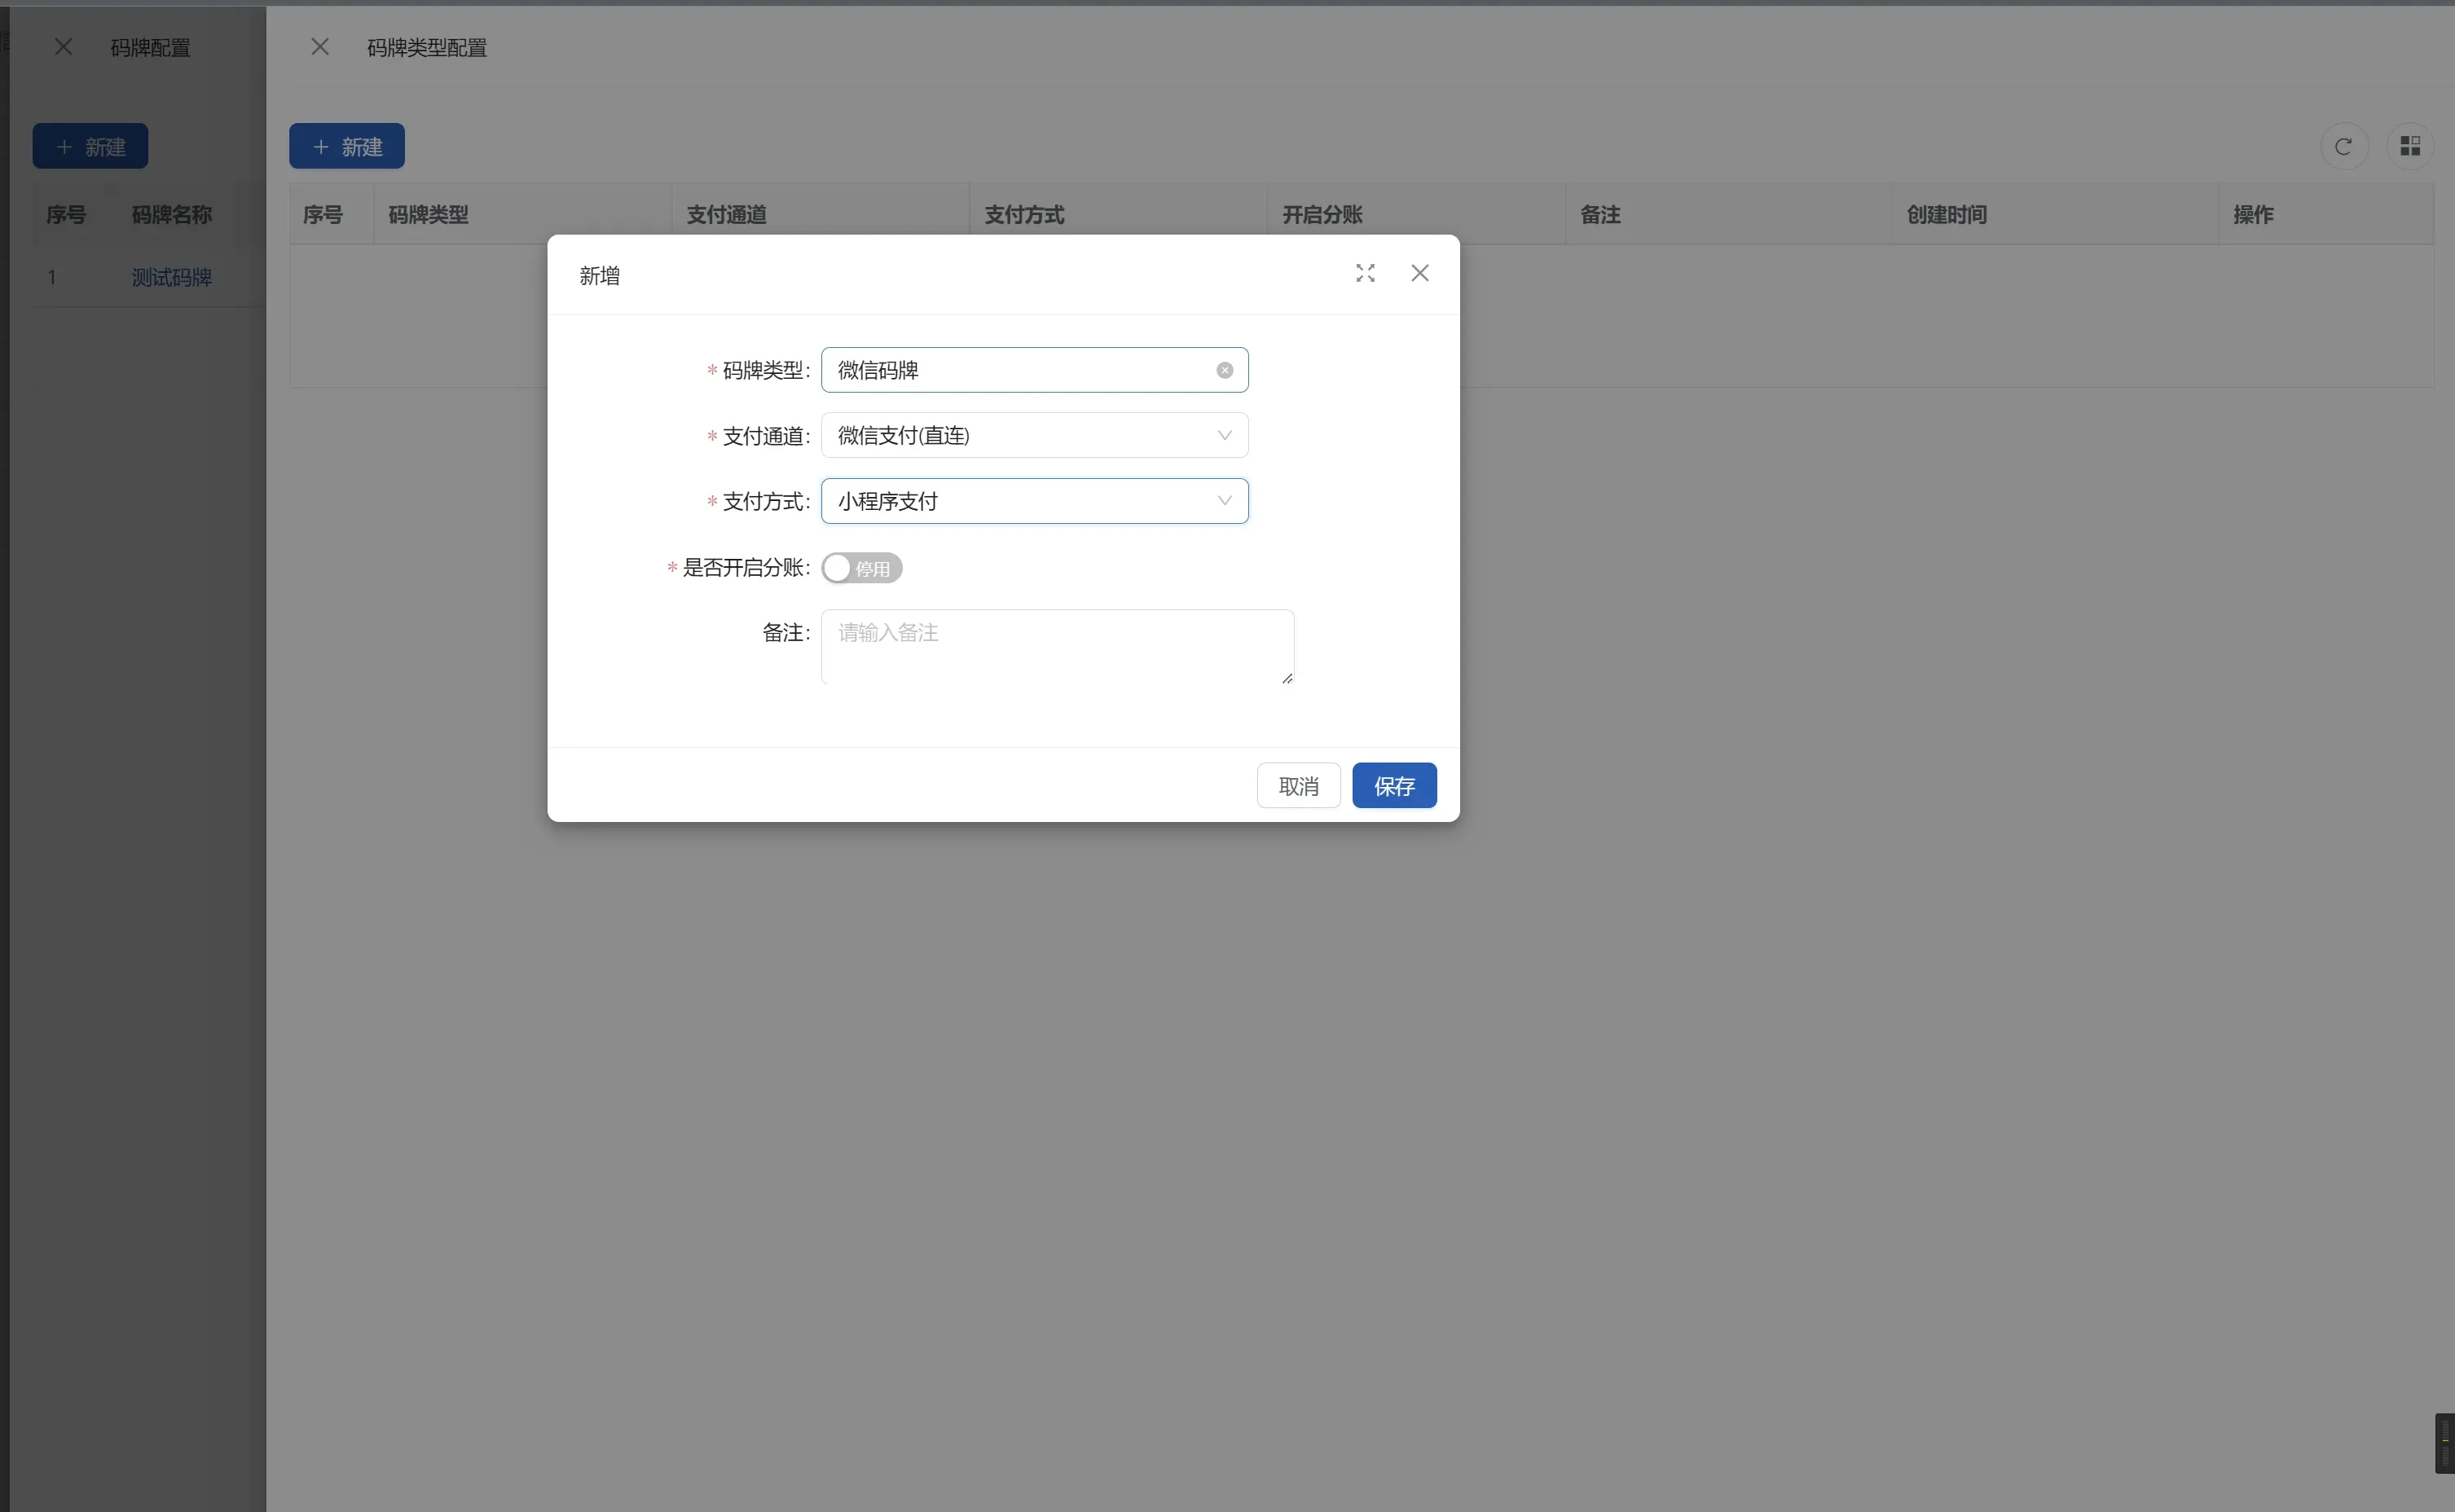 码牌配置
码牌类型配置
新建
新建
序号 码牌名称
序号 码牌类型 支付通道 支付方式 开启分账 备注 创建时间 操作
1 测试码牌
新增
* 码牌类型: 微信码牌
* 支付通道: 微信支付(直连)
* 支付方式: 小程序支付
* 是否开启分账: 停用
备注: 请输入备注
取消 保存